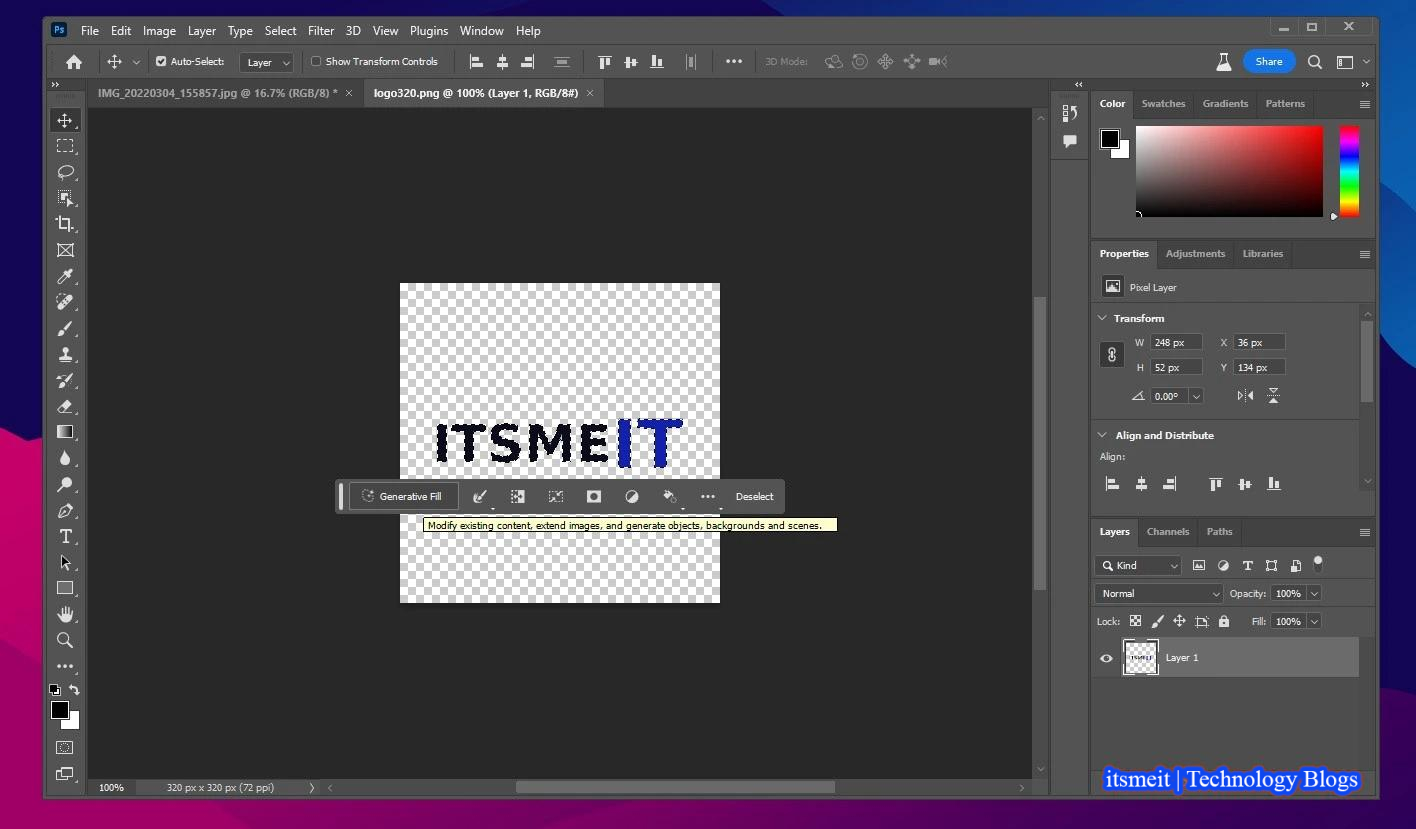 Ps File Edit Image Layer Type Select Filter 3D View Plugins Window Help
Auto-Select: Layer Show Transform Controls 3D Mode: Share
IMG_20220304_155857.jpg @ 16.7% (RGB/8) * × logo320.png @ 100% (Layer 1, RGB/8#) ×
Color Swatches Gradients Patterns
Properties Adjustments Libraries
Pixel Layer
Transform
W 248 px X 36 px
H 52 px Y 134 px
0.00°
Align and Distribute
Align:
ITSMEIT
Generative Fill Deselect
Modify existing content, extend images, and generate objects, backgrounds and scenes.
Layers Channels Paths
Kind
Normal Opacity: 100%
Lock: Fill: 100%
Layer 1
100% 320 px x 320 px (72 ppi)
itsmeit | Technology Blogs